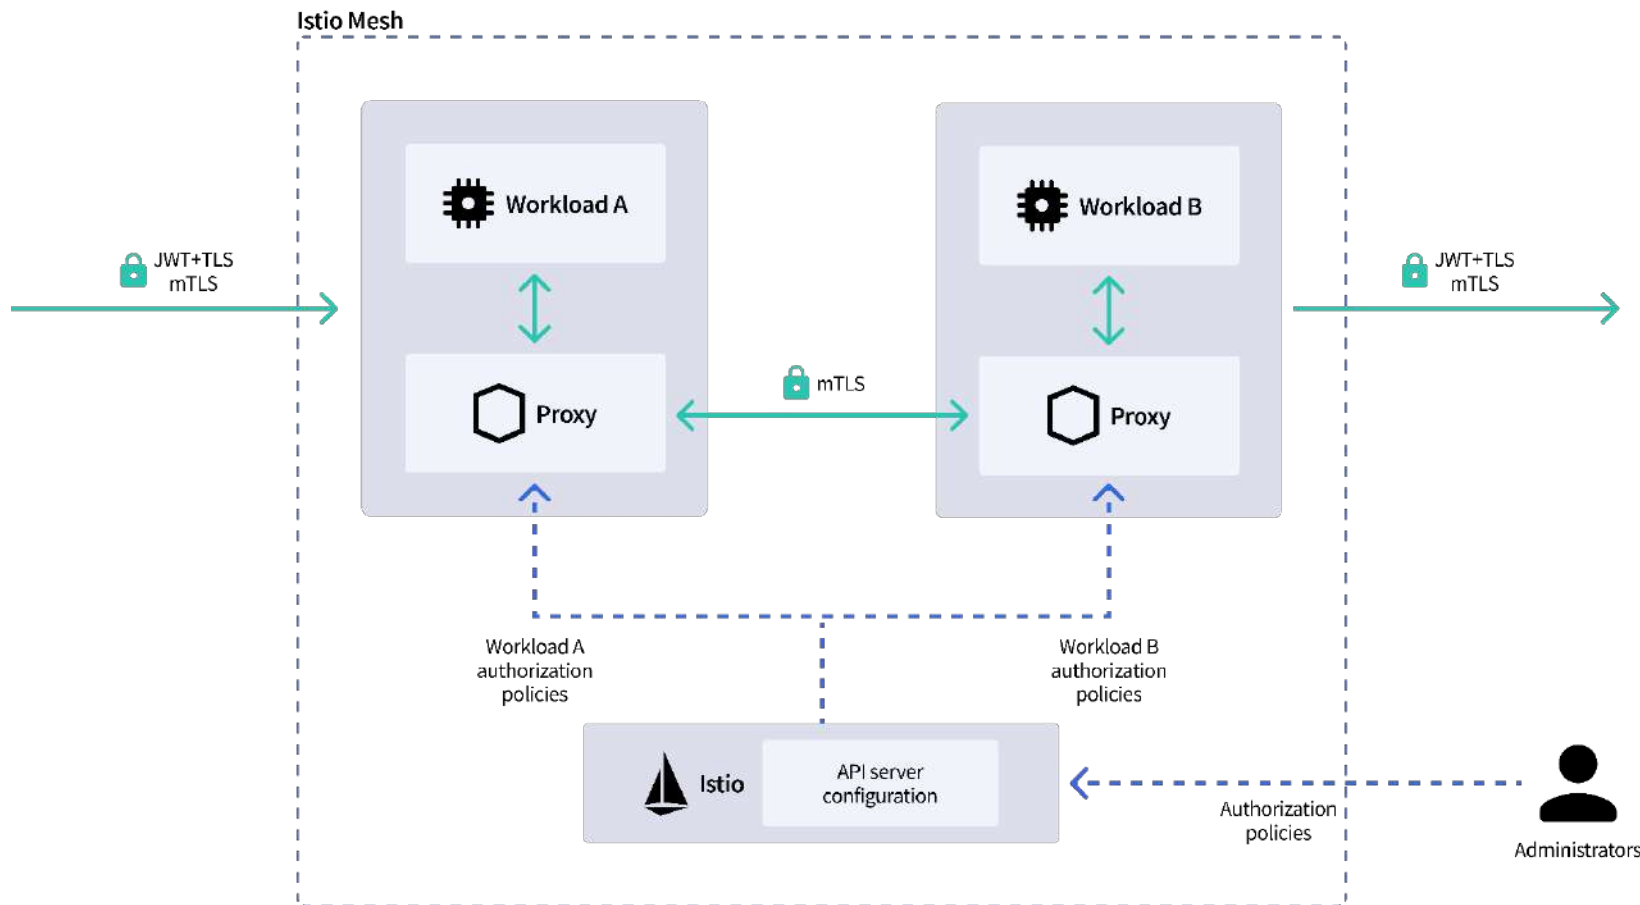 Istio Mesh
Workload A
Workload B
JWT+TLS
mTLS
JWT+TLS
mTLS
mTLS
Proxy
Proxy
Workload A
authorization
policies
Workload B
authorization
policies
Istio
API server
configuration
Authorization
policies
Administrators